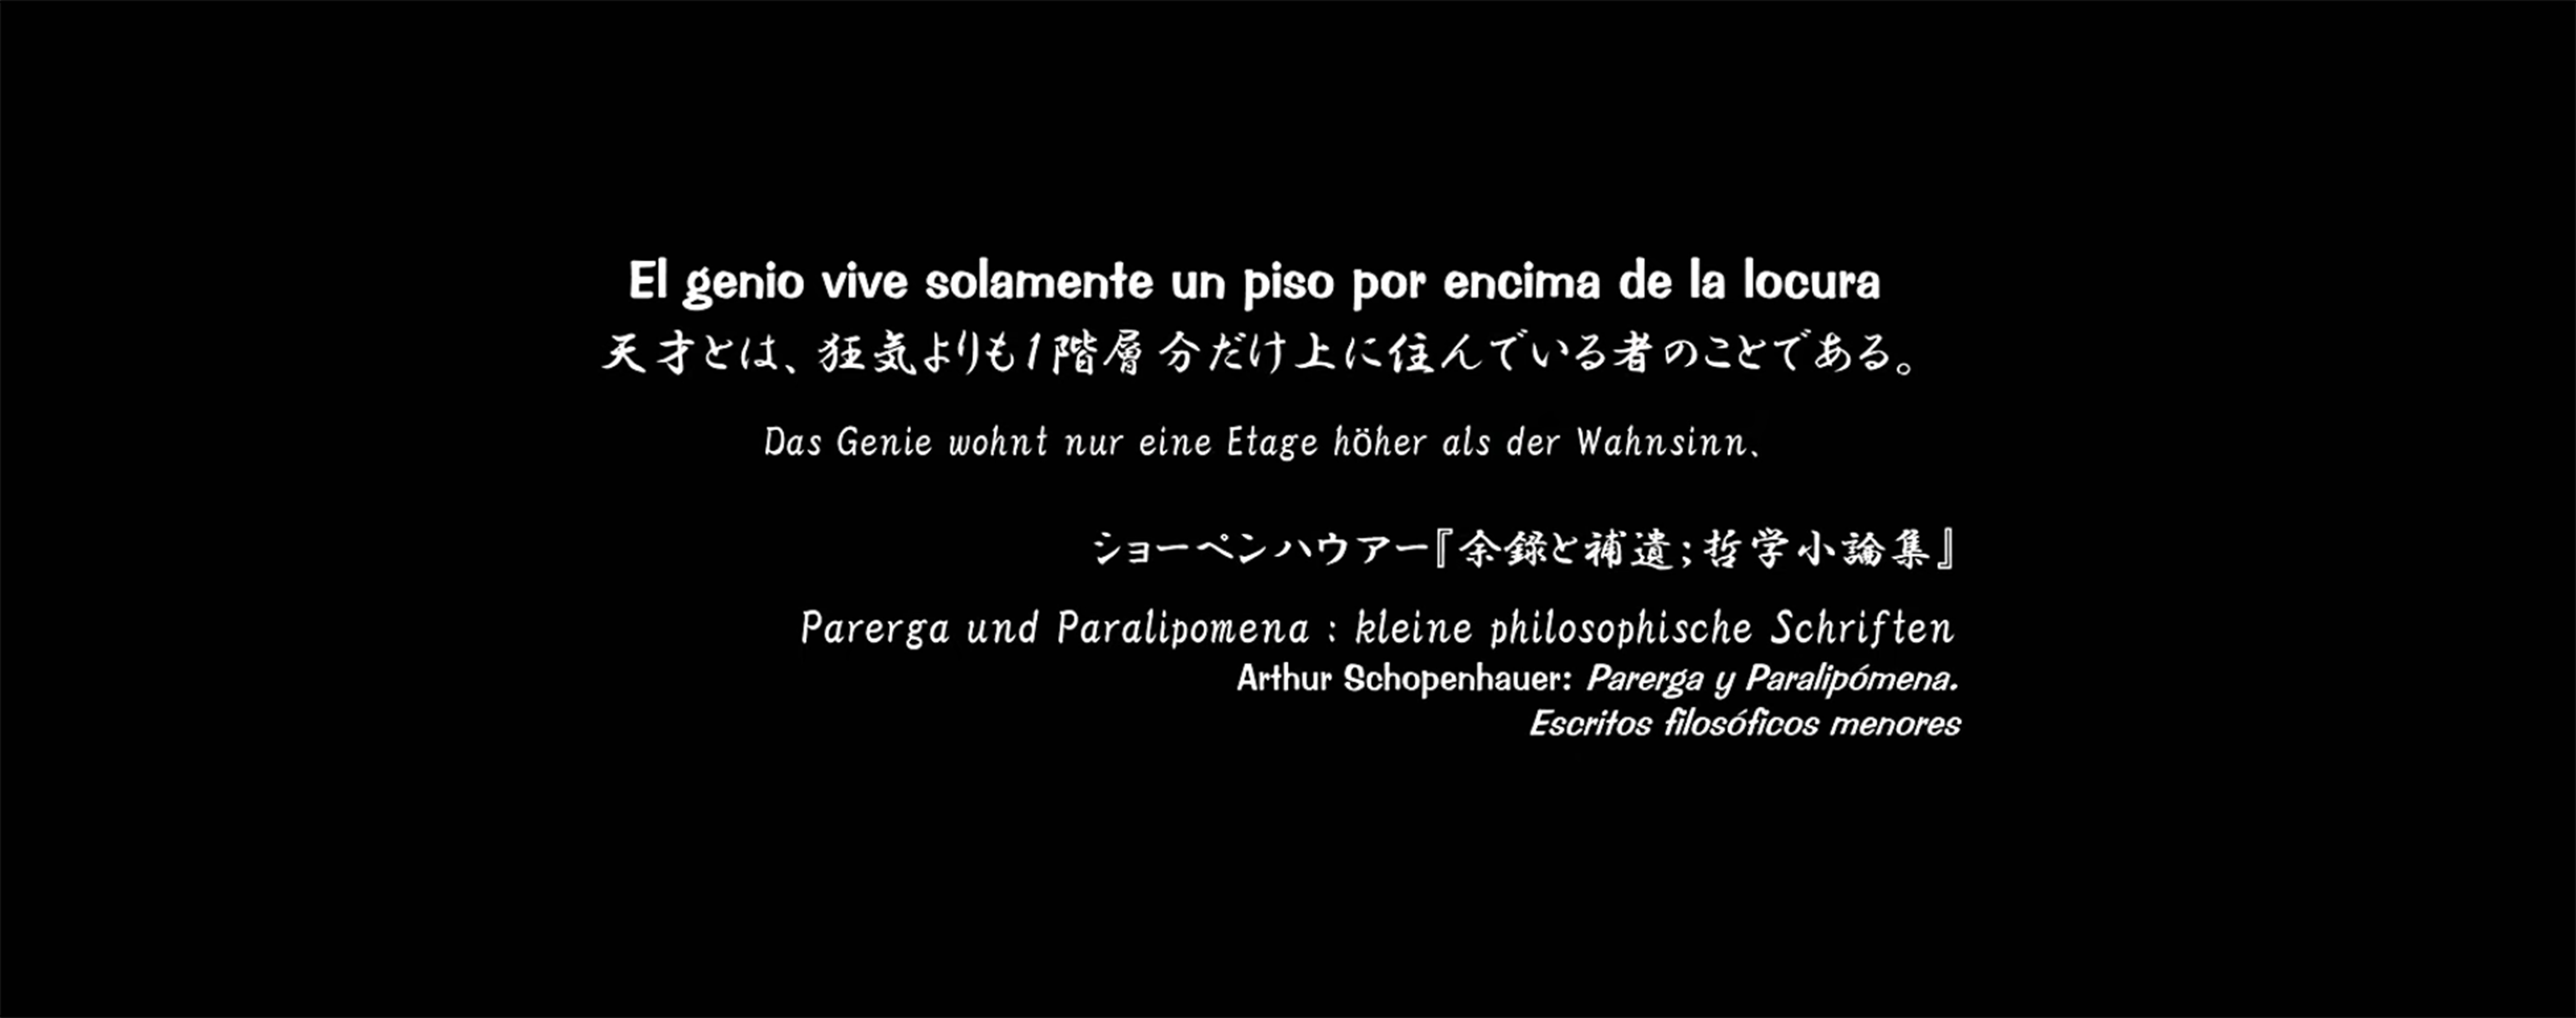 El genio vive solamente un piso por encima de la locura
天才とは、狂気よりも1階層分だけ上に住んでいる者のことである。
Das Genie wohnt nur eine Etage höher als der Wahnsinn、
ショーペンハウアー『余録と補遺;哲学小論集』
Parerga und Paralipomena : kleine philosophische Schriften
Arthur Schopenhauer: Parerga y Paralipómena.
Escritos filosóficos menores